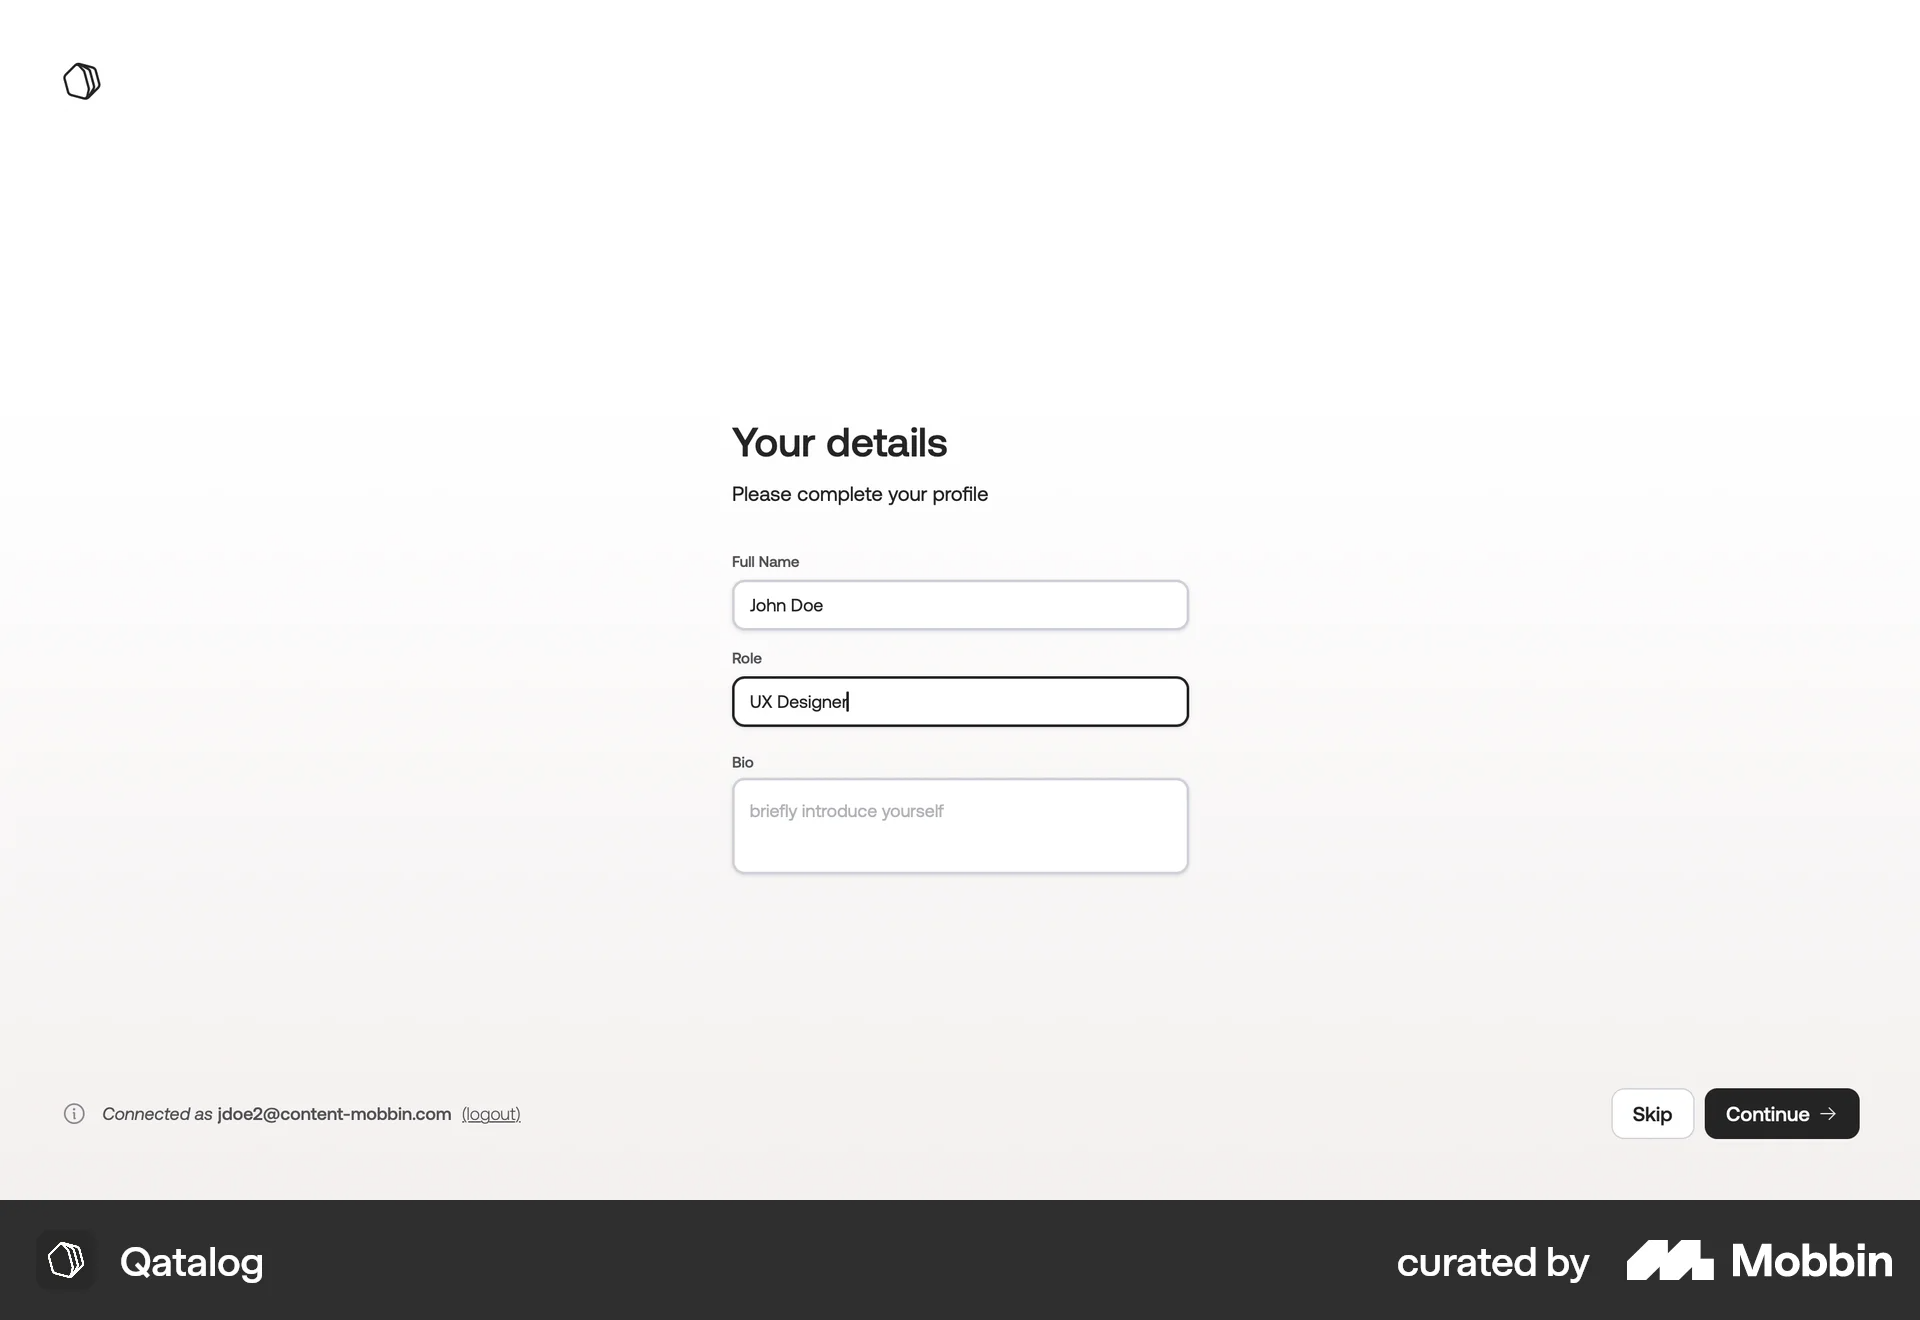 Your details
Please complete your profile
Full Name
John Doe
Role
UX Designer
Bio
briefly introduce yourself
Connected as jdoe2@content-mobbin.com (logout)
Skip
Continue
Qatalog
curated by Mobbin